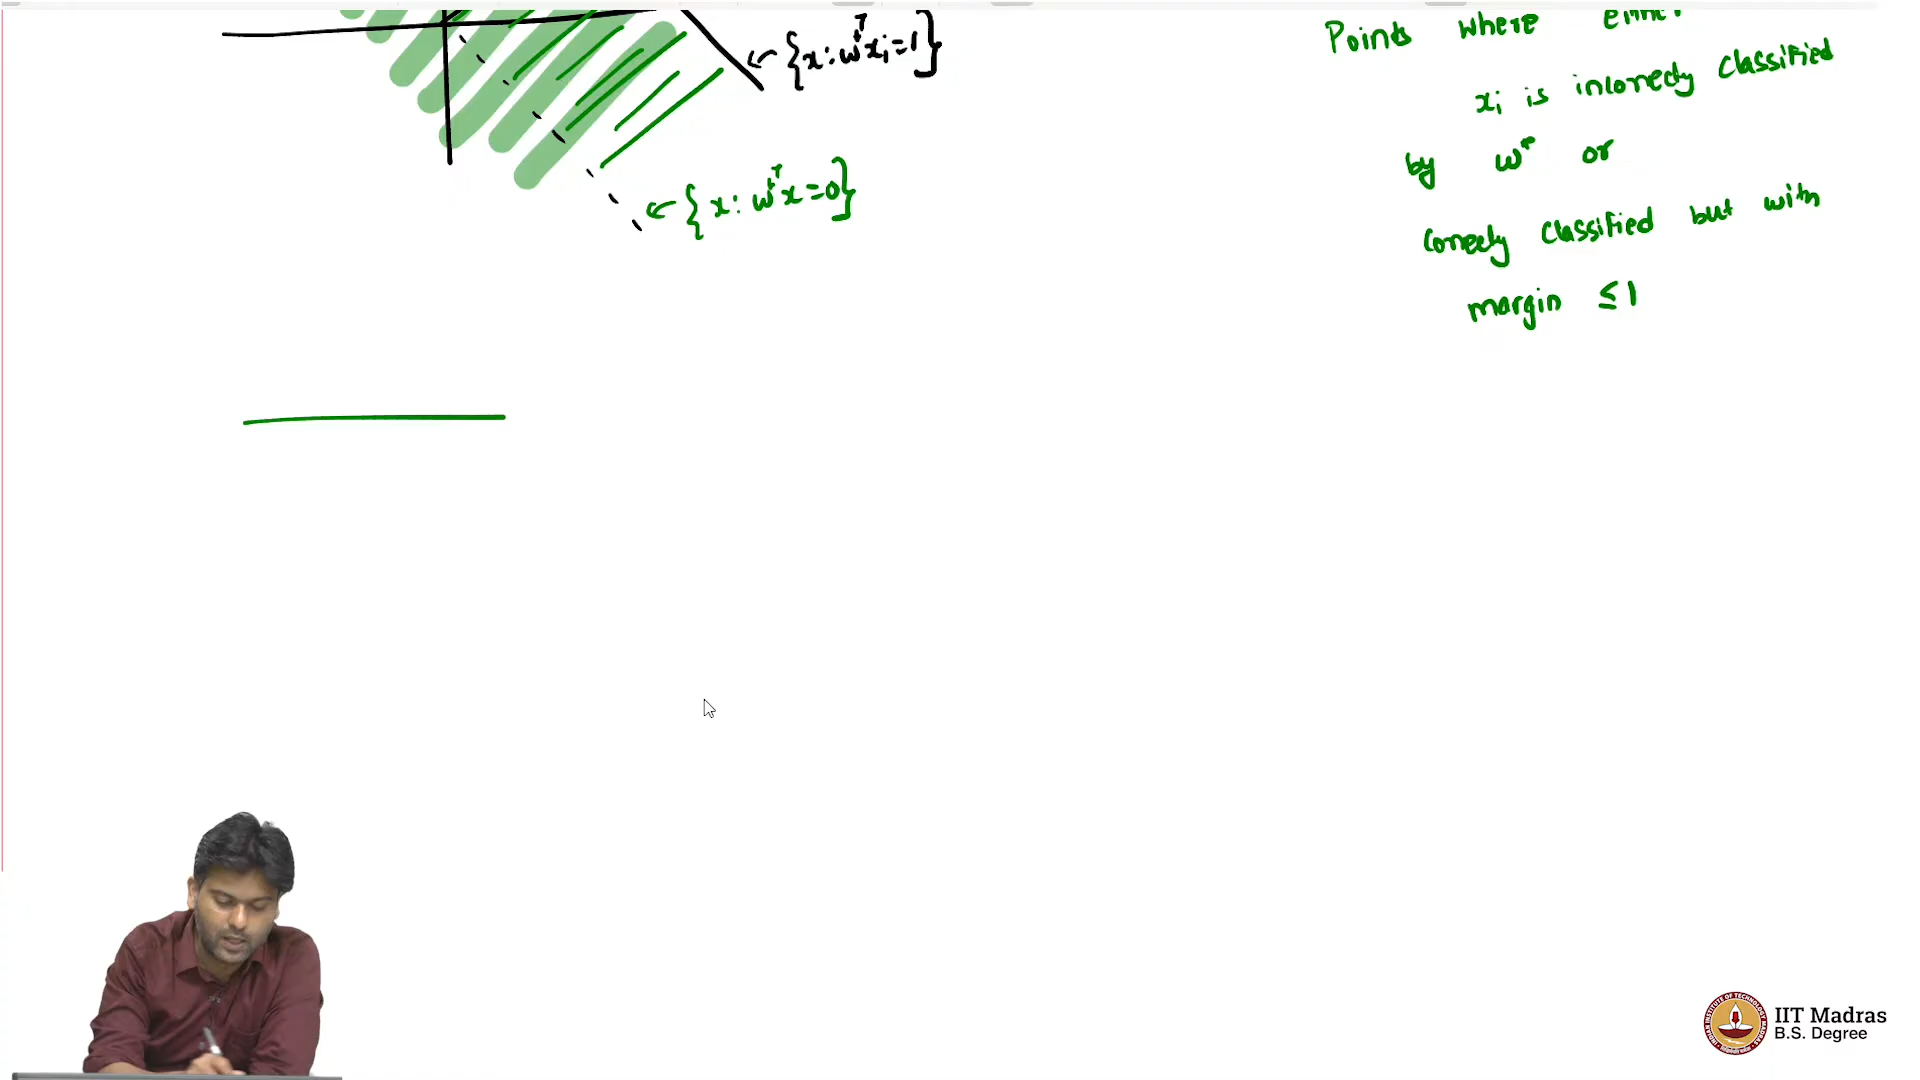 {x: w*ᵀxᵢ=1}
{x: w*ᵀx=0}
Points where
xᵢ is incorrectly classified
by w* or
correctly classified but with
margin ≤1
IIT Madras
B.S. Degree